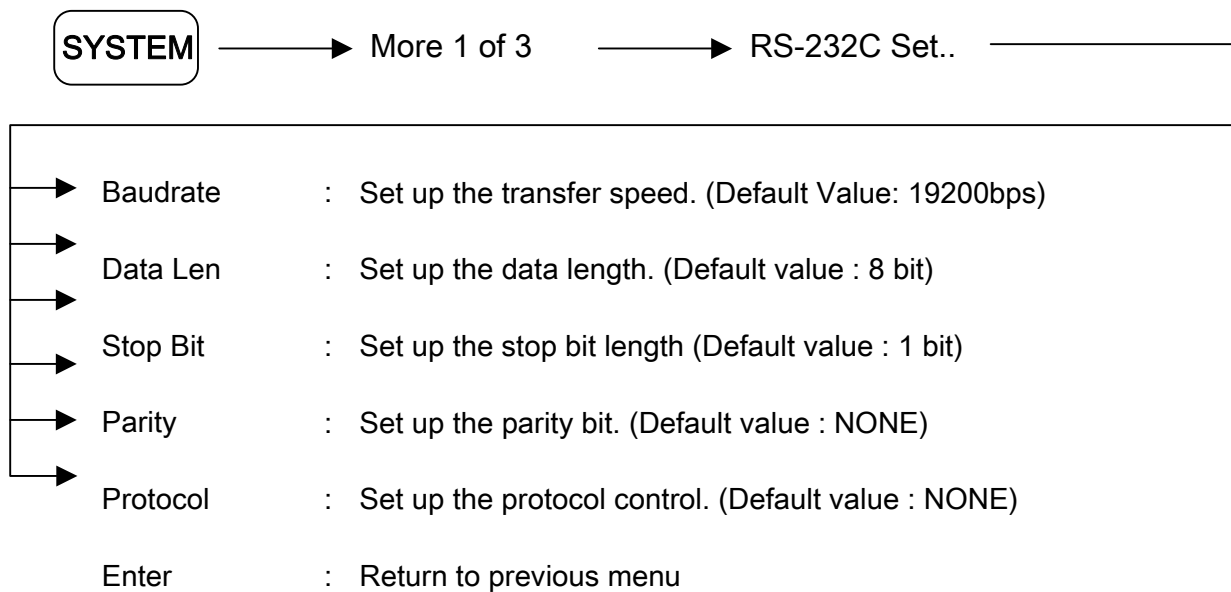 SYSTEM More 1 of 3 RS-232C Set..
Baudrate : Set up the transfer speed. (Default Value: 19200bps)
Data Len : Set up the data length. (Default value : 8 bit)
Stop Bit : Set up the stop bit length (Default value : 1 bit)
Parity : Set up the parity bit. (Default value : NONE)
Protocol : Set up the protocol control. (Default value : NONE)
Enter : Return to previous menu